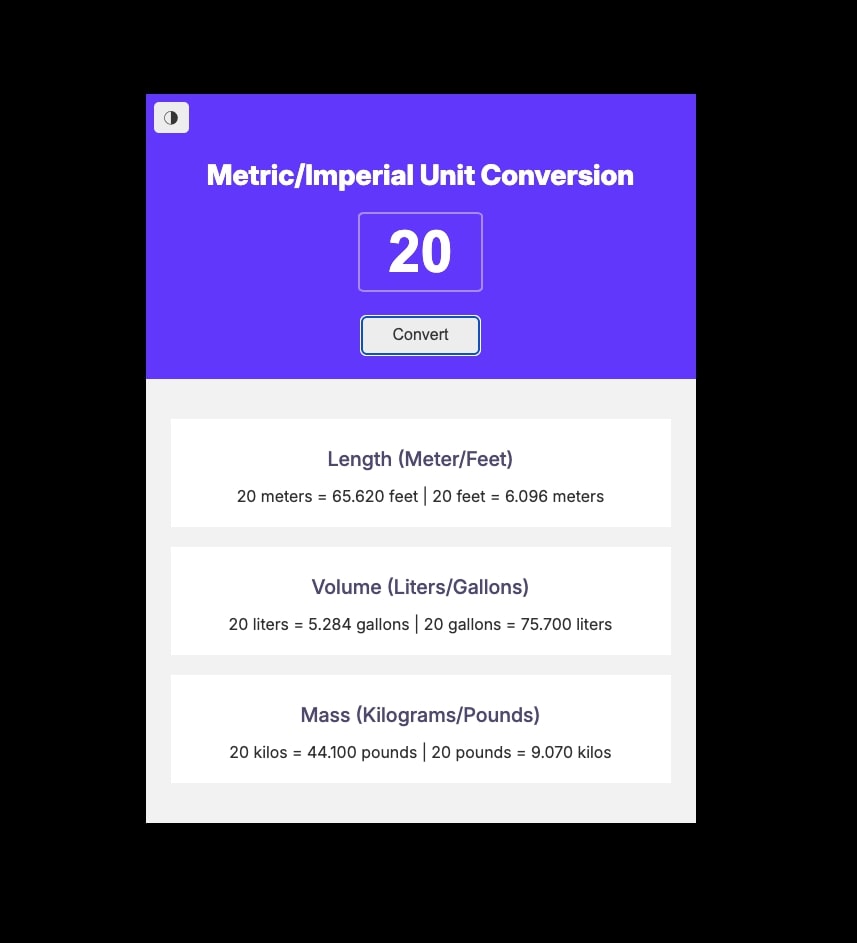 Metric/Imperial Unit Conversion
20
Convert
Length (Meter/Feet)
20 meters = 65.620 feet | 20 feet = 6.096 meters
Volume (Liters/Gallons)
20 liters = 5.284 gallons | 20 gallons = 75.700 liters
Mass (Kilograms/Pounds)
20 kilos = 44.100 pounds | 20 pounds = 9.070 kilos